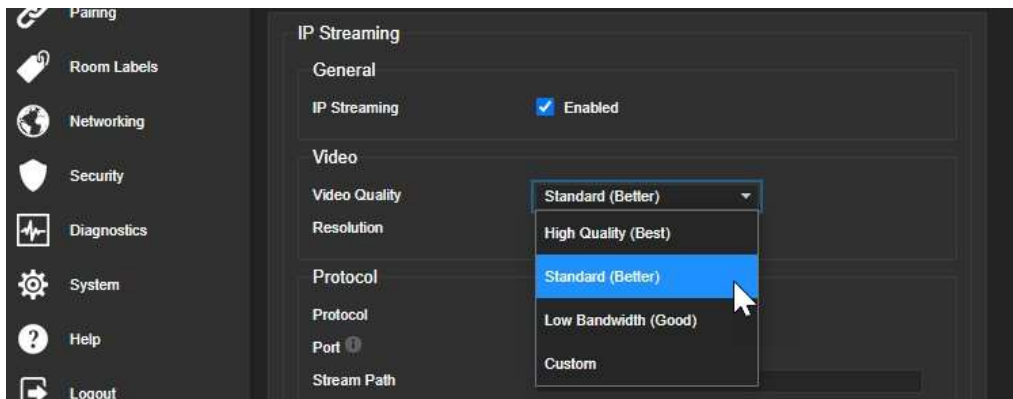 Pairing
Room Labels
Networking
Security
Diagnostics
System
Help
Logout
IP Streaming
General
IP Streaming
Enabled
Video
Video Quality
Standard (Better)
Resolution
High Quality (Best)
Standard (Better)
Low Bandwidth (Good)
Custom
Protocol
Protocol
Port
Stream Path